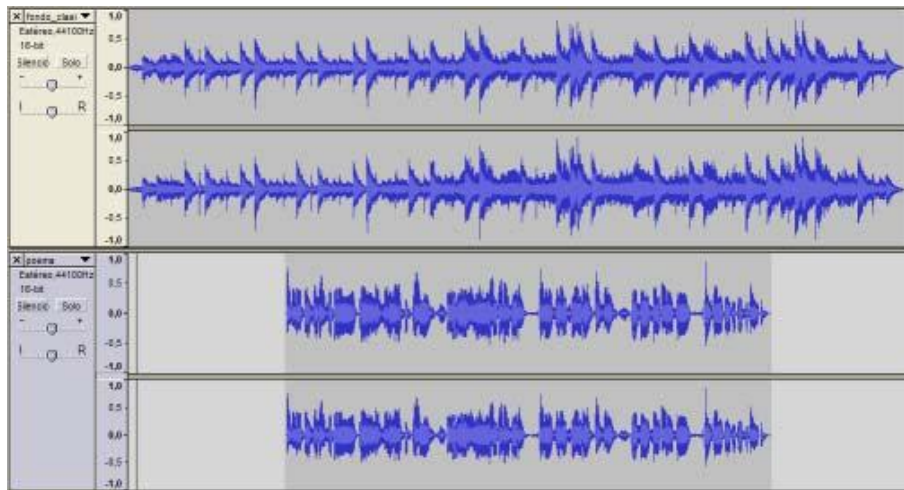 fondo_clasi
Estéreo, 44100Hz
16-bit
Silencio Solo
- +
I R
1,0
0,5
0,0
-0,5
-1,0
1,0
0,5
0,0
-0,5
-1,0
poema
Estéreo, 44100Hz
16-bit
Silencio Solo
- +
I R
1,0
0,5
0,0
-0,5
-1,0
1,0
0,5
0,0
-0,5
-1,0